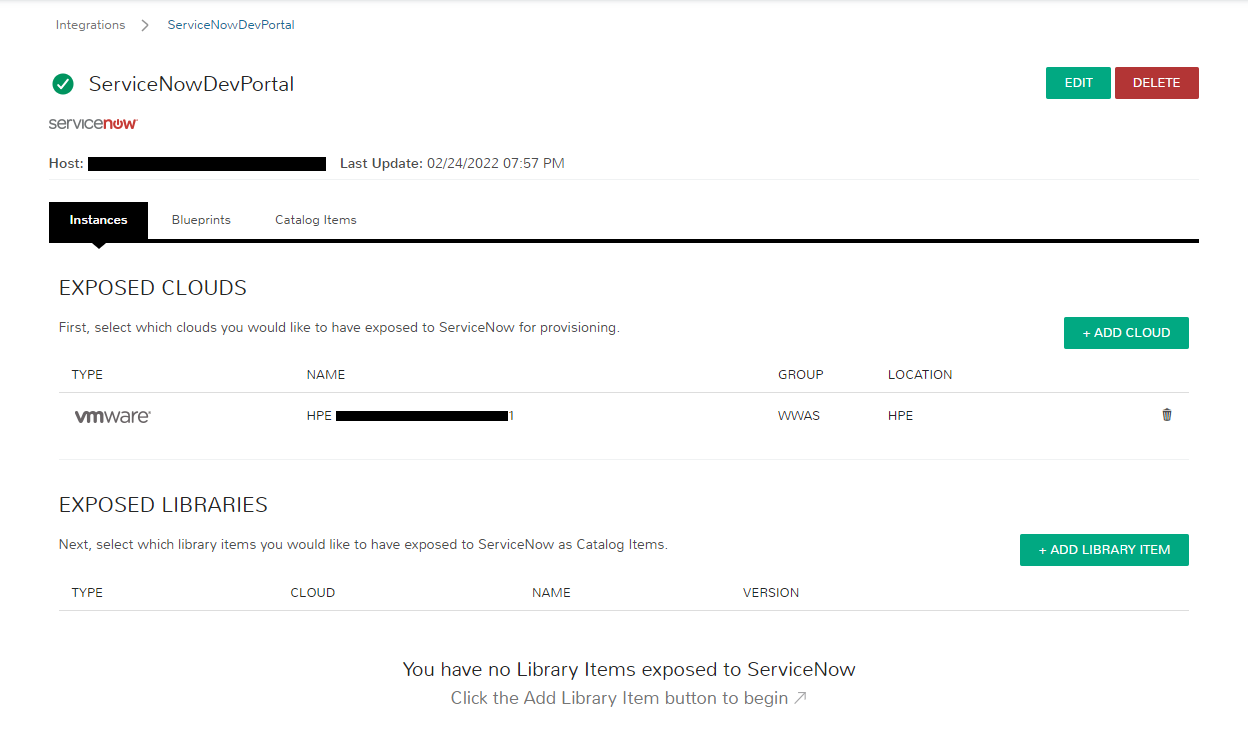 Integrations > ServiceNowDevPortal
ServiceNowDevPortal
EDIT DELETE
servicenow
Host: Last Update: 02/24/2022 07:57 PM
Instances Blueprints Catalog Items
EXPOSED CLOUDS
First, select which clouds you would like to have exposed to ServiceNow for provisioning.
+ ADD CLOUD
TYPE NAME GROUP LOCATION
vmware HPE 1 WWAS HPE
EXPOSED LIBRARIES
Next, select which library items you would like to have exposed to ServiceNow as Catalog Items.
+ ADD LIBRARY ITEM
TYPE CLOUD NAME VERSION
You have no Library Items exposed to ServiceNow
Click the Add Library Item button to begin